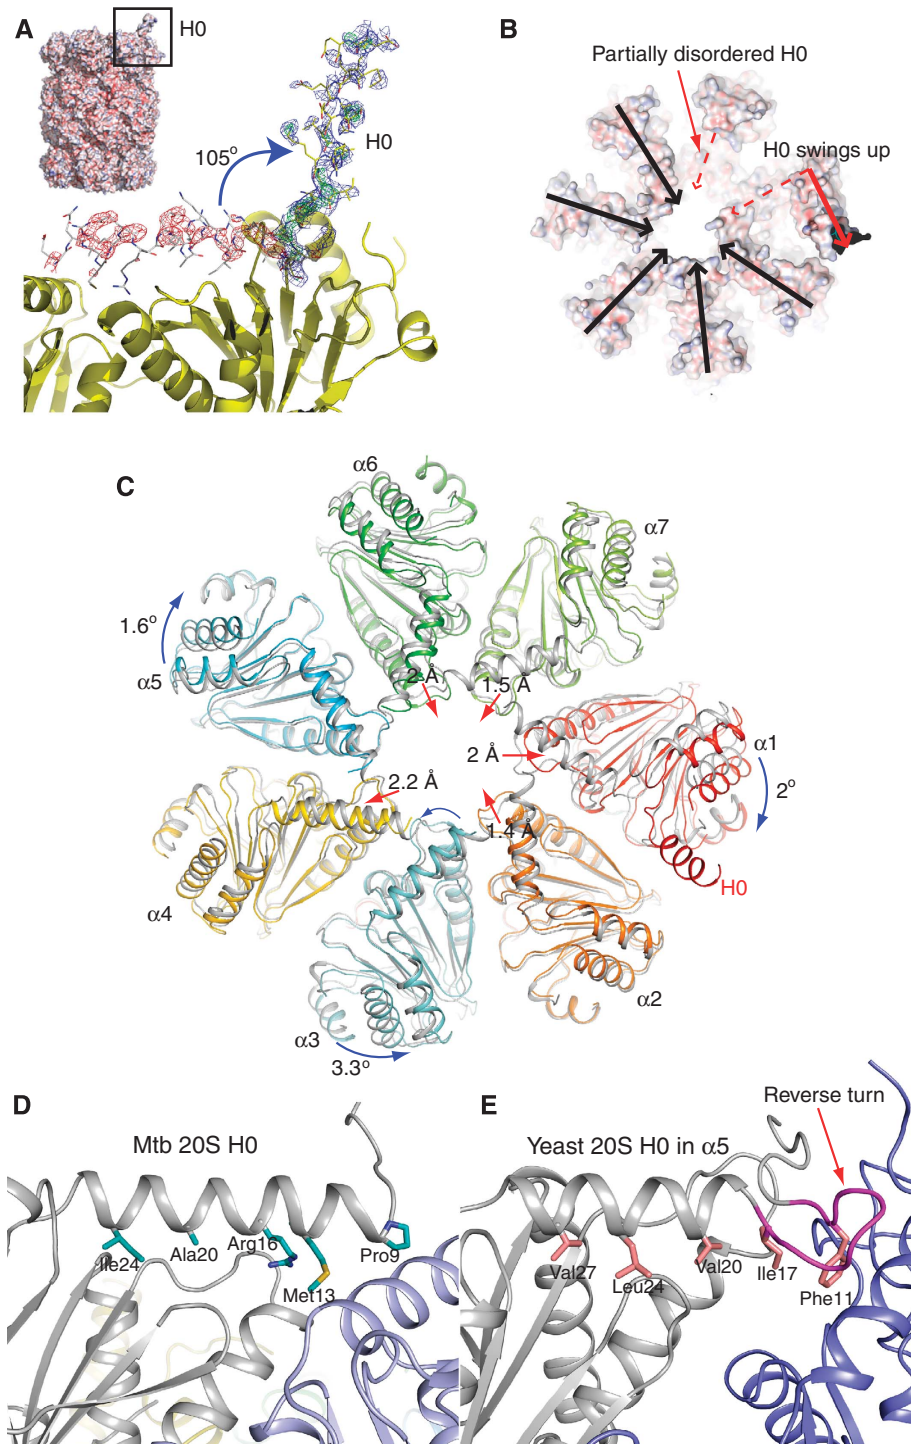 A
H0
105°
H0
B
Partially disordered H0
H0 swings up
C
α6
α7
1.6°
α5
2 Å
1.5 Å
2 Å
α1
2°
2.2 Å
1.4 Å
H0
α4
α2
α3
3.3°
D
Mtb 20S H0
Ile24
Ala20
Arg16
Met13
Pro9
E
Reverse turn
Yeast 20S H0 in α5
Val27
Leu24
Val20
Ile17
Phe11